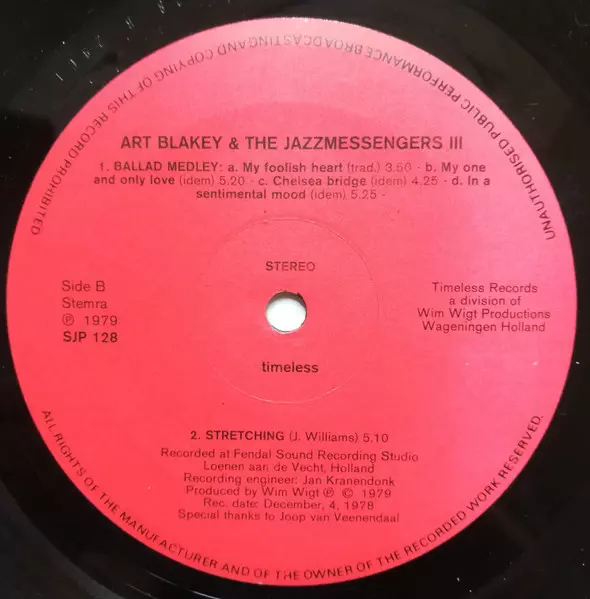 UNAUTHORISED PUBLIC PERFORMANCE BROADCASTING AND COPYING OF THIS RECORD PROHIBITED
ART BLAKEY & THE JAZZMESSENGERS III
1. BALLAD MEDLEY: a. My foolish heart (trad.) 3.50 - b. My one
and only love (idem) 5.20 - c. Chelsea bridge (idem) 4.25 - d. In a
sentimental mood (idem) 5.25 -
STEREO
Side B
Stemra
℗ 1979
SJP 128
Timeless Records
a division of
Wim Wigt Productions
Wageningen Holland
timeless
2. STRETCHING (J. Williams) 5.10
Recorded at Fendal Sound Recording Studio
Loenen aan de Vecht, Holland
Recording engineer: Jan Kranendonk
Produced by Wim Wigt ℗ © 1979
Rec. date: December, 4, 1978
Special thanks to Joop van Veenendaal
ALL RIGHTS OF THE MANUFACTURER AND OF THE OWNER OF THE RECORDED WORK RESERVED.